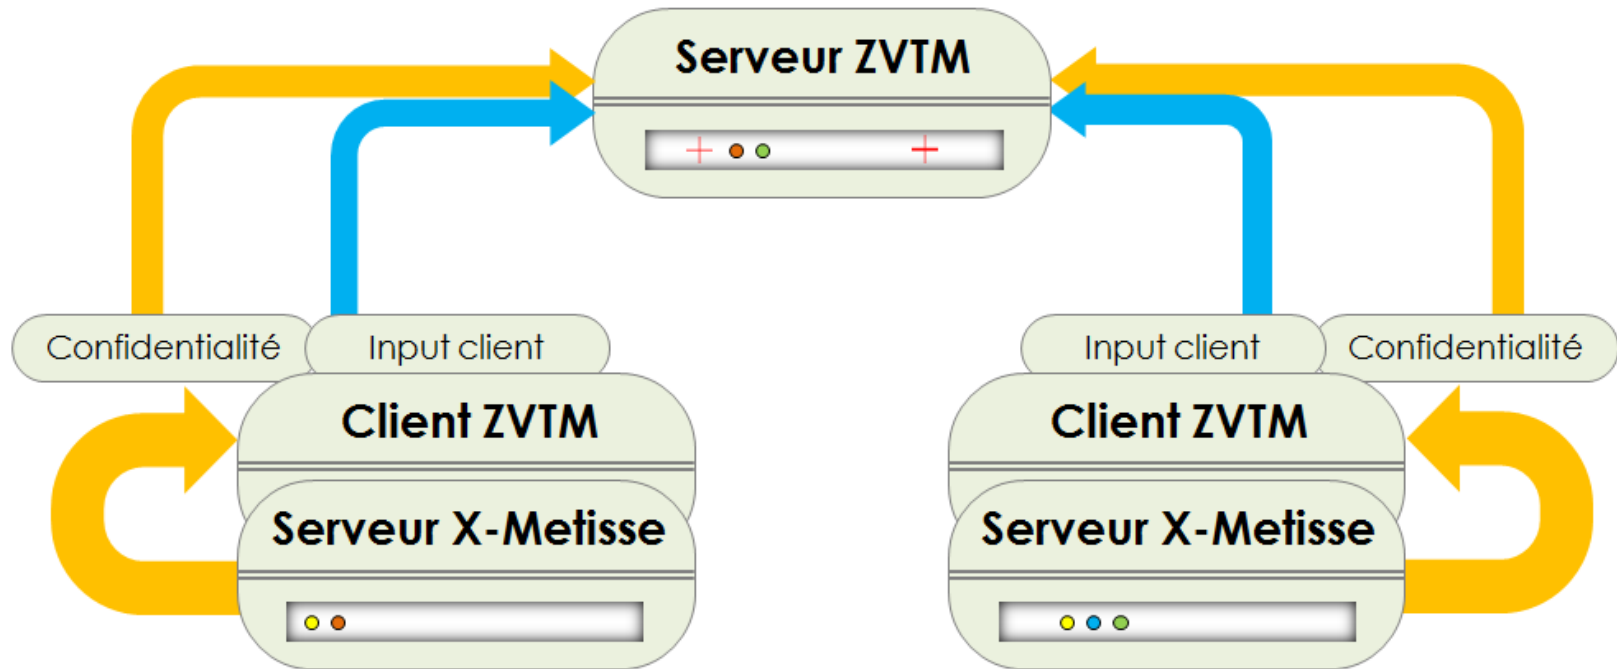 Serveur ZVTM
Confidentialité
Input client
Input client
Confidentialité
Client ZVTM
Client ZVTM
Serveur X-Metisse
Serveur X-Metisse